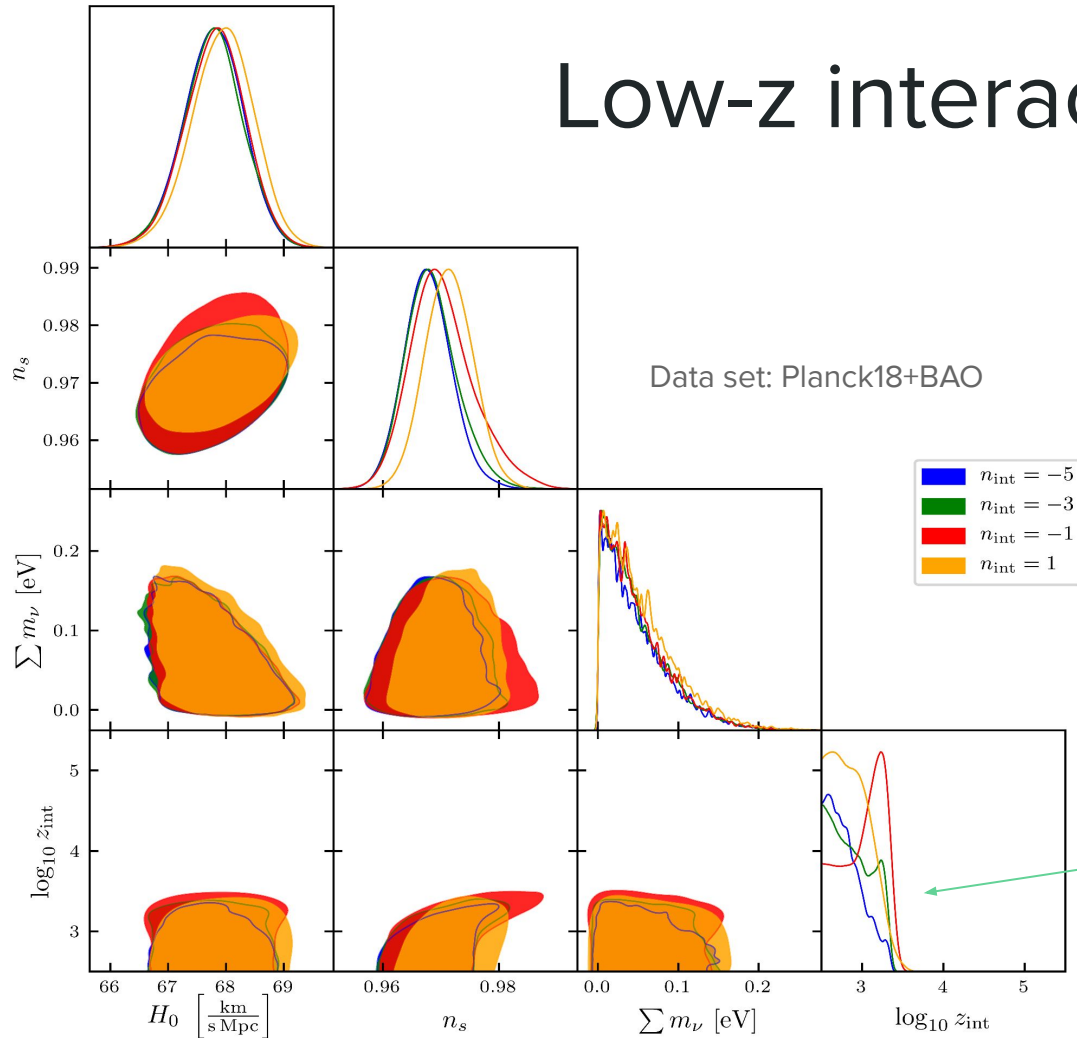 Low-z interac
Data set: Planck18+BAO
n_int = −5
n_int = −3
n_int = −1
n_int = 1
0.99
0.98
0.97
0.96
n_s
0.2
0.1
0.0
∑ m_ν [eV]
5
4
3
log₁₀ z_int
66 67 68 69
0.96 0.98
0.0 0.1 0.2
3 4 5
H₀ [km / s Mpc]
n_s
∑ m_ν [eV]
log₁₀ z_int